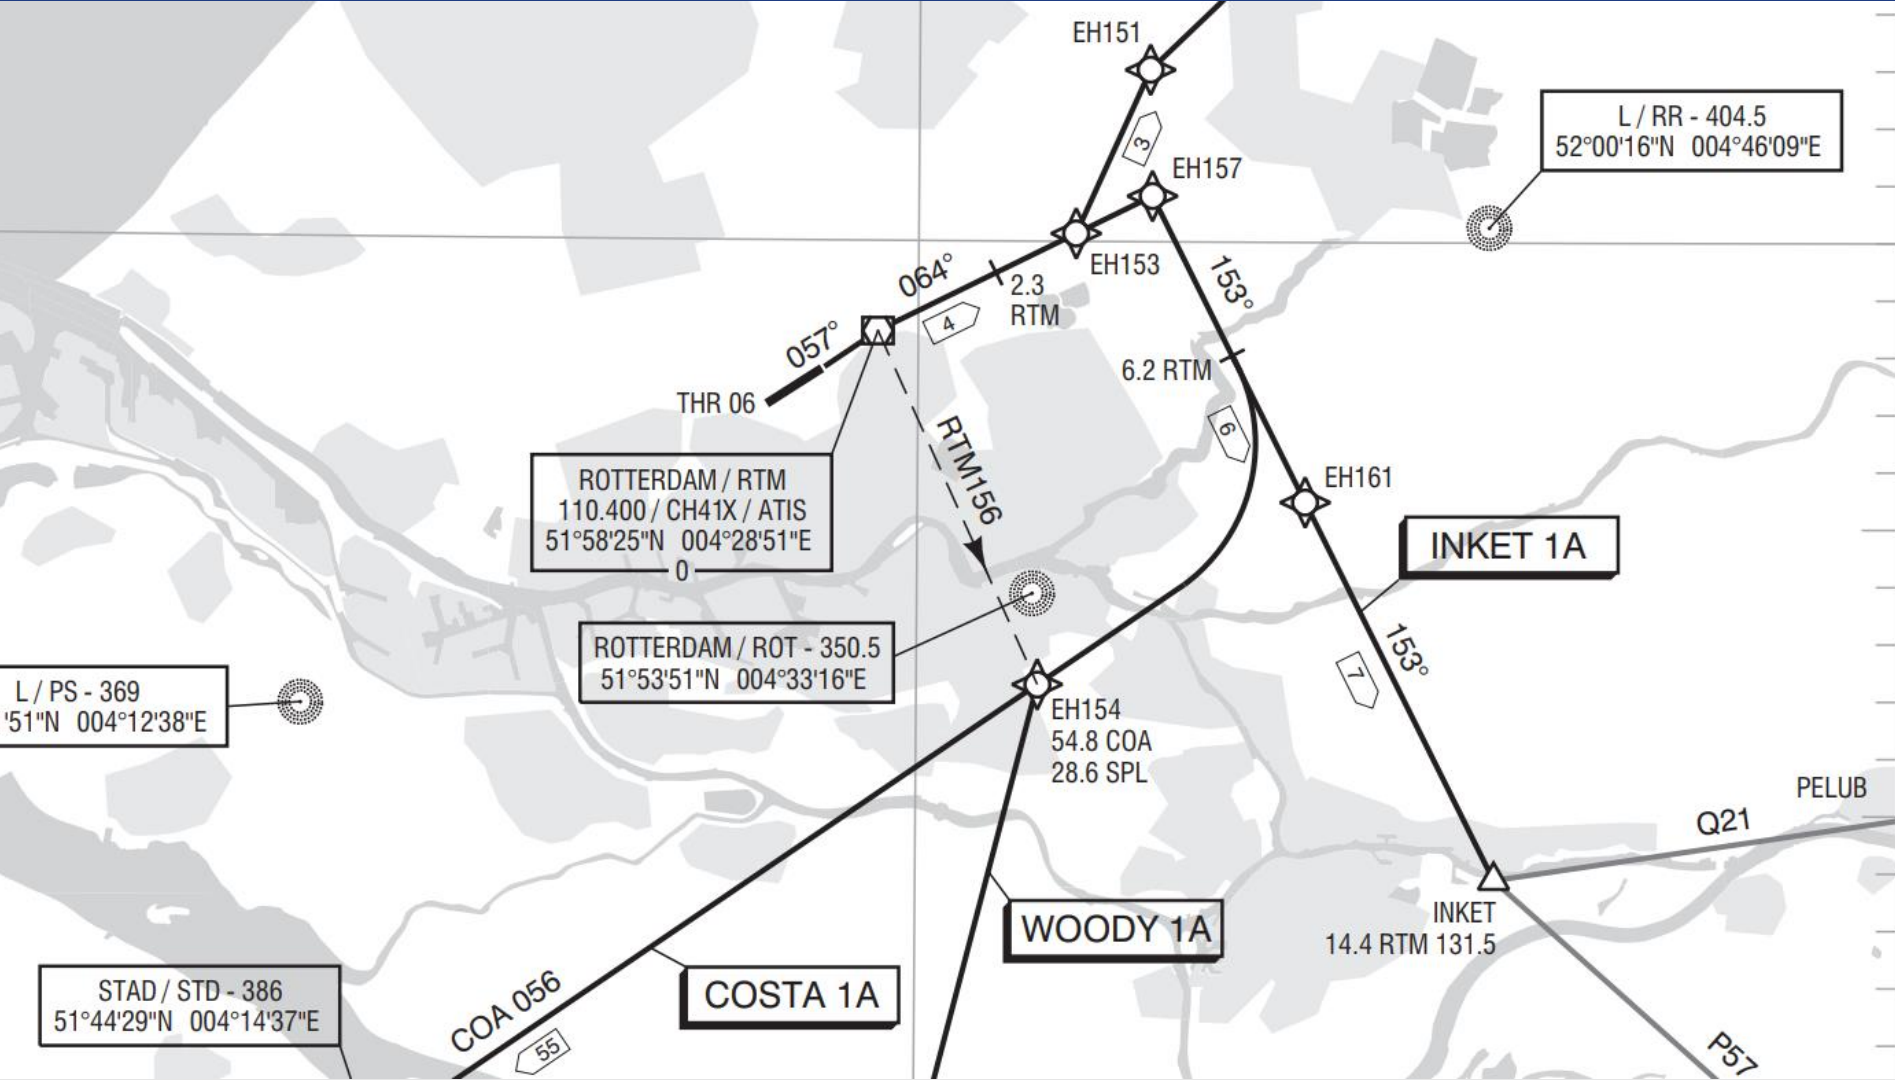 EH151
L / RR - 404.5
52°00'16"N 004°46'09"E
3
EH157
EH153
064°
2.3
RTM
4
153°
057°
6.2 RTM
THR 06
RTM156
6
ROTTERDAM / RTM
110.400 / CH41X / ATIS
51°58'25"N 004°28'51"E
0
EH161
INKET 1A
ROTTERDAM / ROT - 350.5
51°53'51"N 004°33'16"E
153°
7
L / PS - 369
'51"N 004°12'38"E
EH154
54.8 COA
28.6 SPL
PELUB
Q21
INKET
14.4 RTM 131.5
WOODY 1A
COSTA 1A
STAD / STD - 386
51°44'29"N 004°14'37"E
COA 056
55
P57